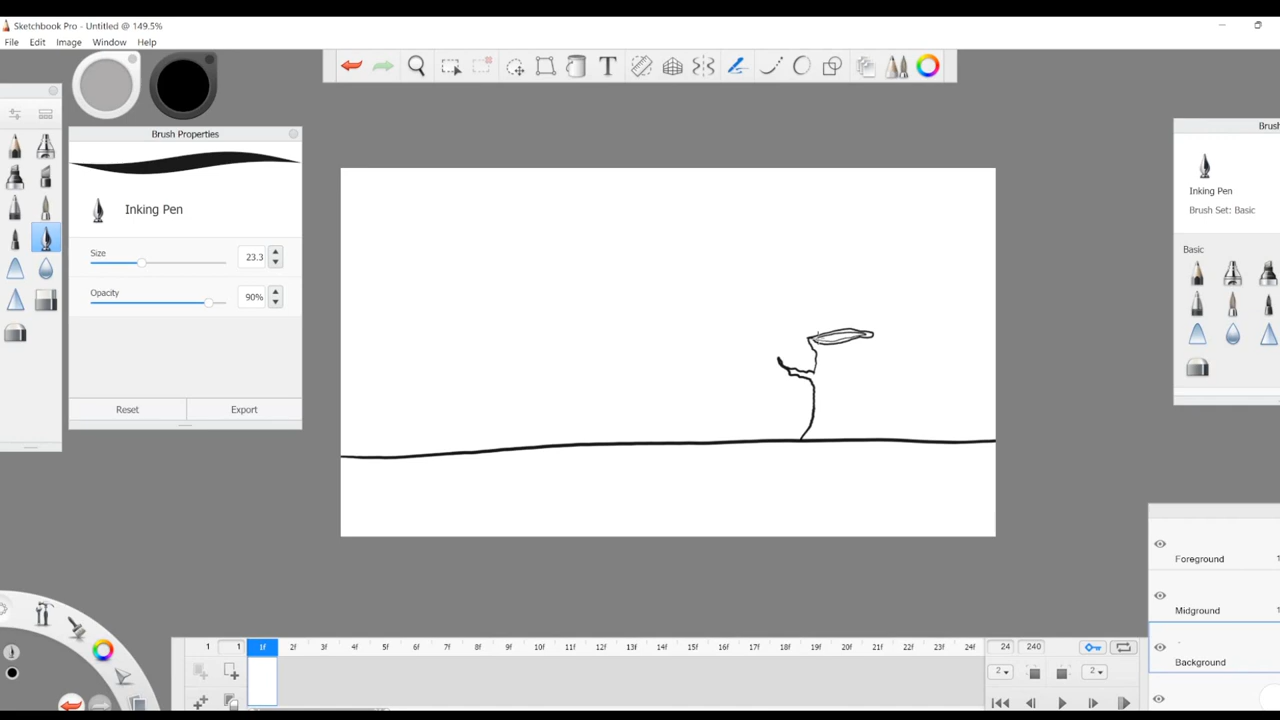 Sketchbook Pro - Untitled @ 149.5%
File Edit Image Window Help
T
Brush Properties
Inking Pen
Size 23.3
Opacity 90%
Reset Export
Brush
Inking Pen
Brush Set: Basic
Basic
Foreground 1
Midground 1
Background
1 1 1f 2f 3f 4f 5f 6f 7f 8f 9f 10f 11f 12f 13f 14f 15f 16f 17f 18f 19f 20f 21f 22f 23f 24f 24 240
2 2